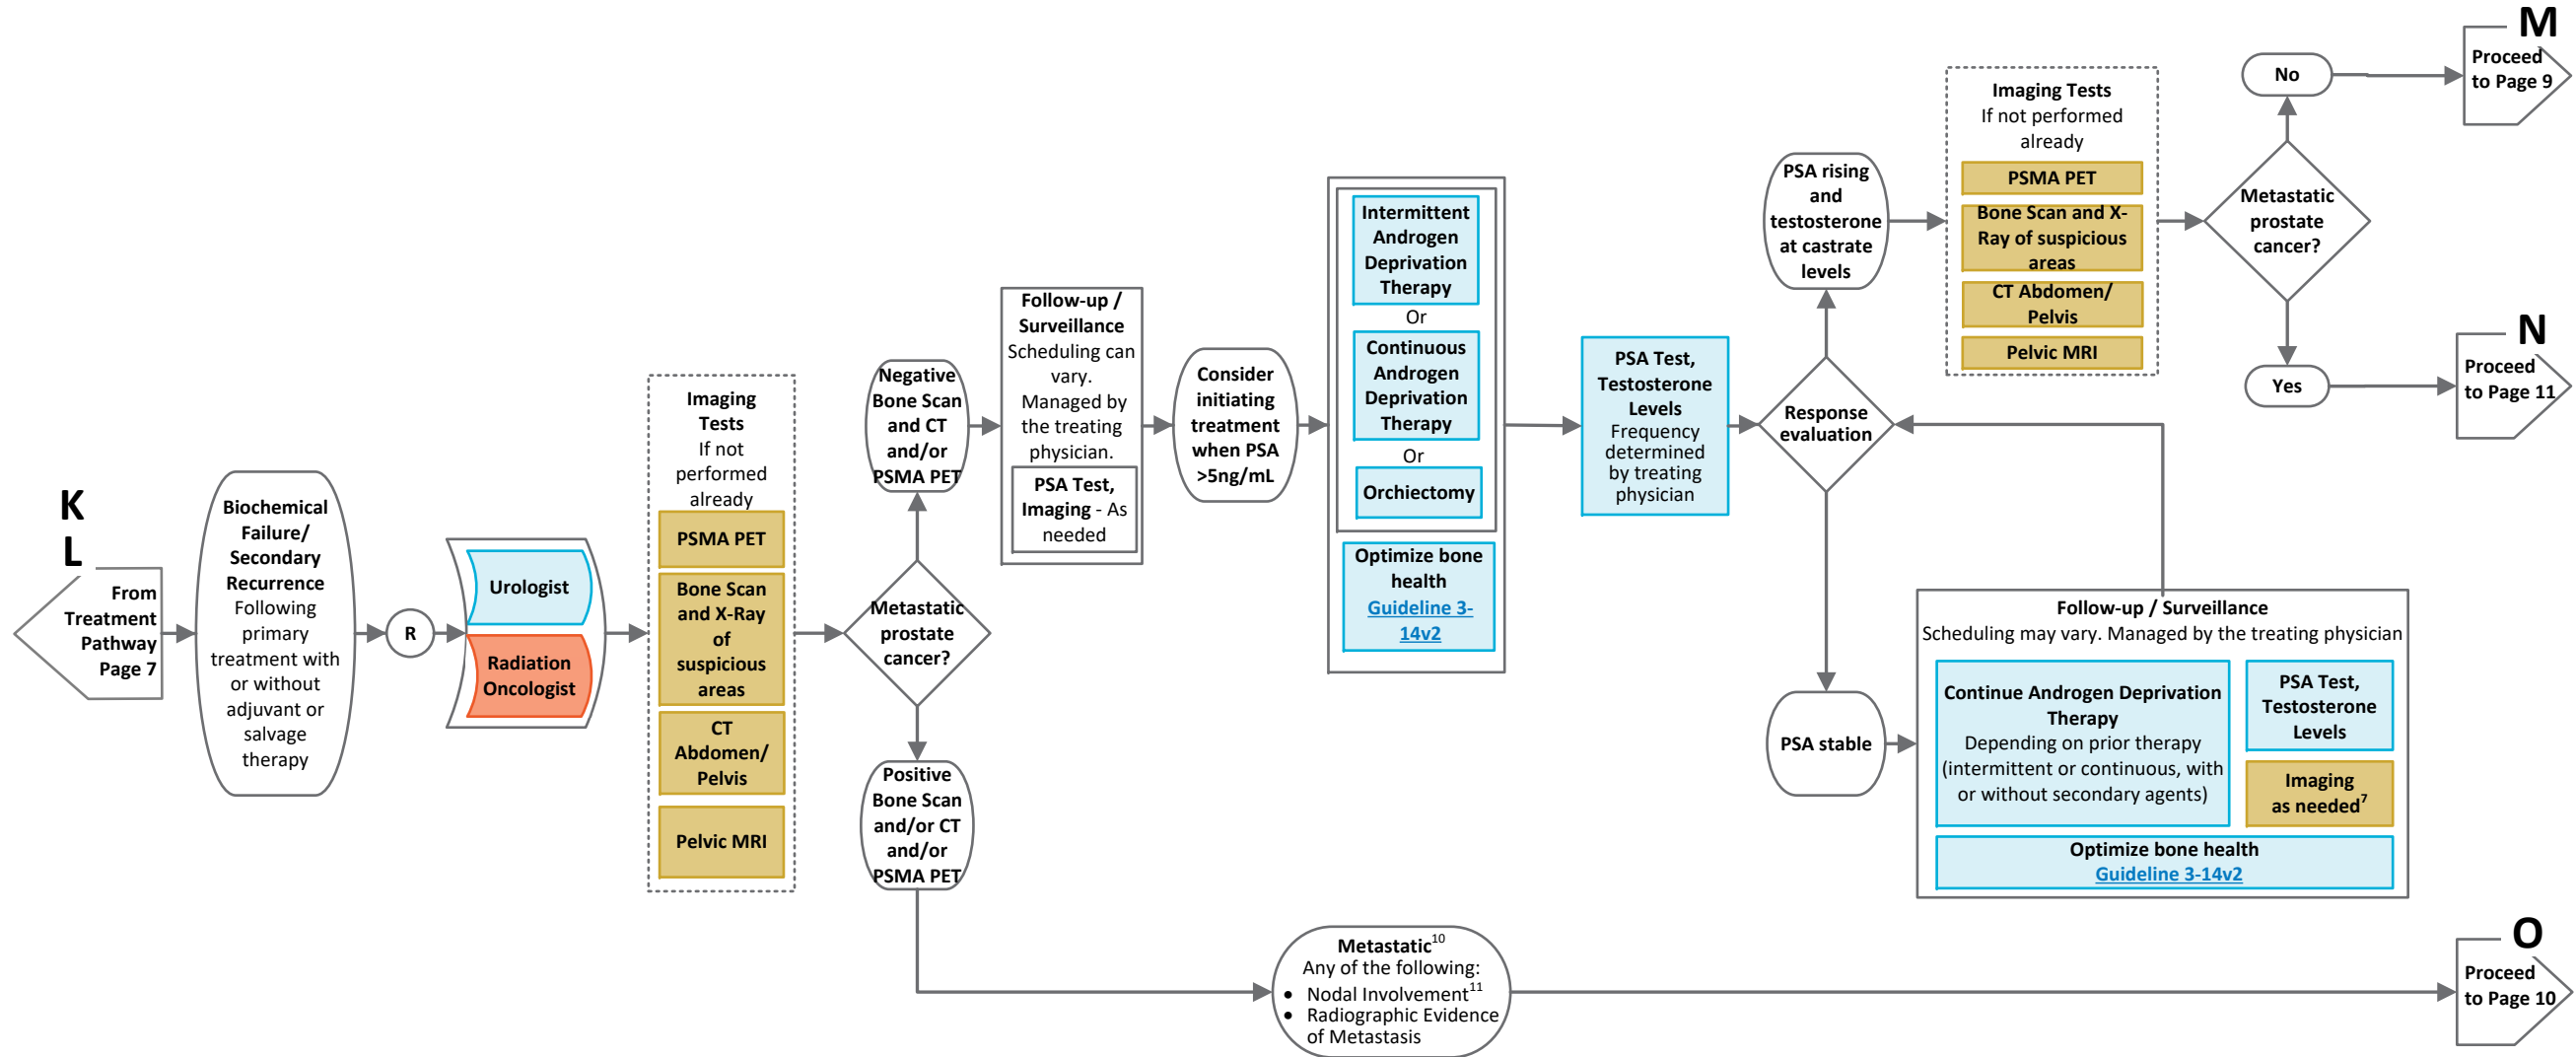 K
L
From
Treatment
Pathway
Page 7
Biochemical
Failure/
Secondary
Recurrence
Following
primary
treatment with
or without
adjuvant or
salvage
therapy
R
Urologist
Radiation
Oncologist
Imaging
Tests
If not
performed
already
PSMA PET
Bone Scan
and X-Ray
of
suspicious
areas
CT
Abdomen/
Pelvis
Pelvic MRI
Metastatic
prostate
cancer?
Negative
Bone Scan
and CT
and/or
PSMA PET
Follow-up /
Surveillance
Scheduling can
vary.
Managed by
the treating
physician.
PSA Test,
Imaging - As
needed
Consider
initiating
treatment
when PSA
>5ng/mL
Intermittent
Androgen
Deprivation
Therapy
Or
Continuous
Androgen
Deprivation
Therapy
Or
Orchiectomy
Optimize bone
health
Guideline 3-
14v2
PSA Test,
Testosterone
Levels
Frequency
determined
by treating
physician
Response
evaluation
PSA rising
and
testosterone
at castrate
levels
Imaging Tests
If not performed
already
PSMA PET
Bone Scan and X-
Ray of suspicious
areas
CT Abdomen/
Pelvis
Pelvic MRI
Metastatic
prostate
cancer?
No
M
Proceed
to Page 9
Yes
N
Proceed
to Page 11
PSA stable
Follow-up / Surveillance
Scheduling may vary. Managed by the treating physician
Continue Androgen Deprivation
Therapy
Depending on prior therapy
(intermittent or continuous, with
or without secondary agents)
PSA Test,
Testosterone
Levels
Imaging
as needed7
Optimize bone health
Guideline 3-14v2
Positive
Bone Scan
and/or CT
and/or
PSMA PET
Metastatic10
Any of the following:
• Nodal Involvement11
• Radiographic Evidence
of Metastasis
O
Proceed
to Page 10